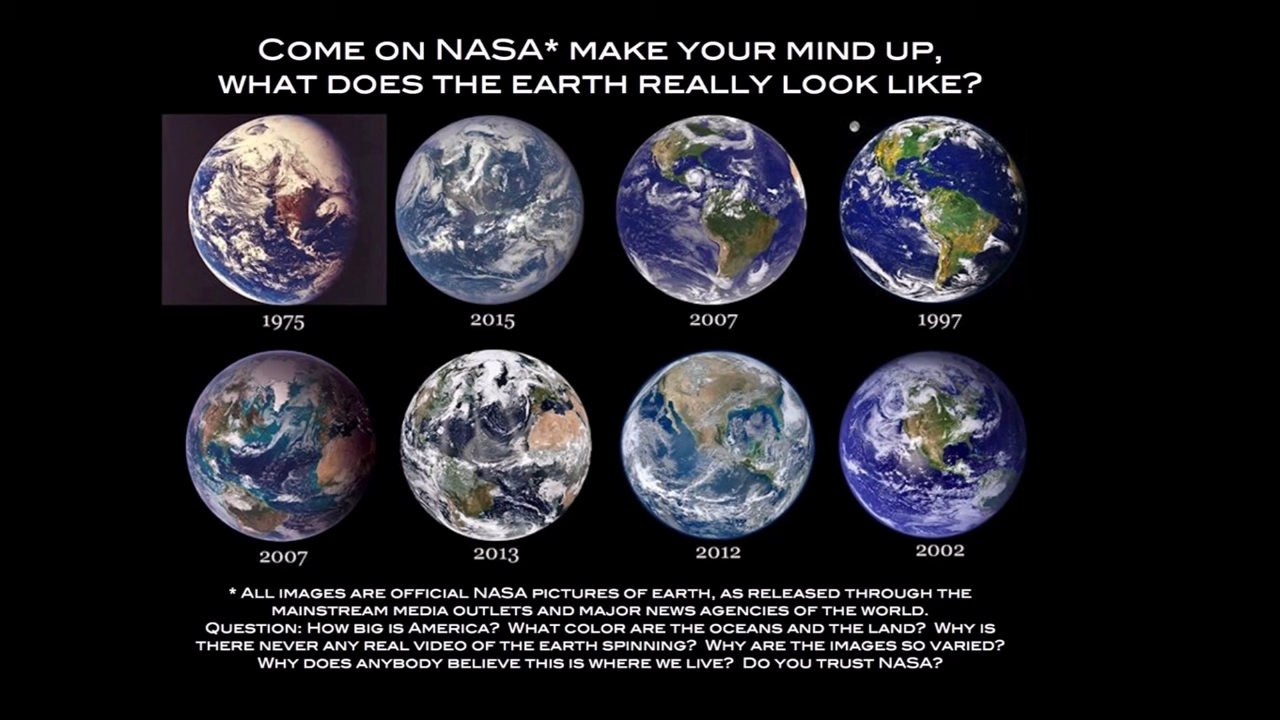 COME ON NASA* MAKE YOUR MIND UP,
WHAT DOES THE EARTH REALLY LOOK LIKE?
1975 2015 2007 1997
2007 2013 2012 2002
* ALL IMAGES ARE OFFICIAL NASA PICTURES OF EARTH, AS RELEASED THROUGH THE
MAINSTREAM MEDIA OUTLETS AND MAJOR NEWS AGENCIES OF THE WORLD.
QUESTION: HOW BIG IS AMERICA? WHAT COLOR ARE THE OCEANS AND THE LAND? WHY IS
THERE NEVER ANY REAL VIDEO OF THE EARTH SPINNING? WHY ARE THE IMAGES SO VARIED?
WHY DOES ANYBODY BELIEVE THIS IS WHERE WE LIVE? DO YOU TRUST NASA?